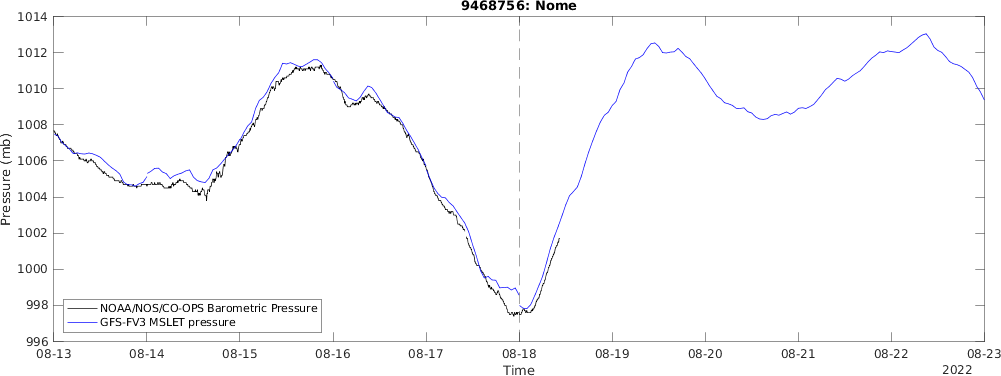 9468756: Nome
1014
1012
1010
1008
1006
1004
1002
1000
998
996
Pressure (mb)
NOAA/NOS/CO-OPS Barometric Pressure
GFS-FV3 MSLET pressure
08-13 08-14 08-15 08-16 08-17 08-18 08-19 08-20 08-21 08-22 08-23
Time
2022